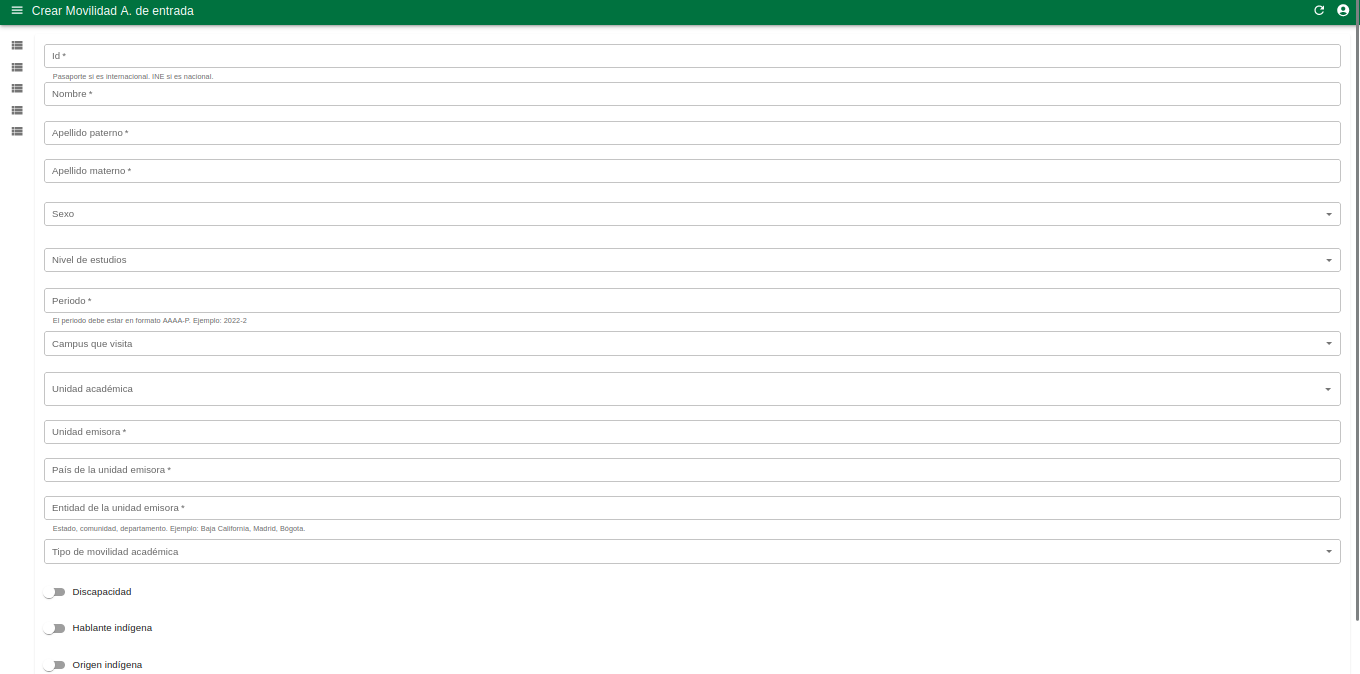 Crear Movilidad A. de entrada
Id *
Pasaporte si es internacional. INE si es nacional.
Nombre *
Apellido paterno *
Apellido materno *
Sexo
Nivel de estudios
Periodo *
El periodo debe estar en formato AAAA-P. Ejemplo: 2022-2
Campus que visita
Unidad académica
Unidad emisora *
País de la unidad emisora *
Entidad de la unidad emisora *
Estado, comunidad, departamento. Ejemplo: Baja California, Madrid, Bógota.
Tipo de movilidad académica
Discapacidad
Hablante indígena
Origen indígena